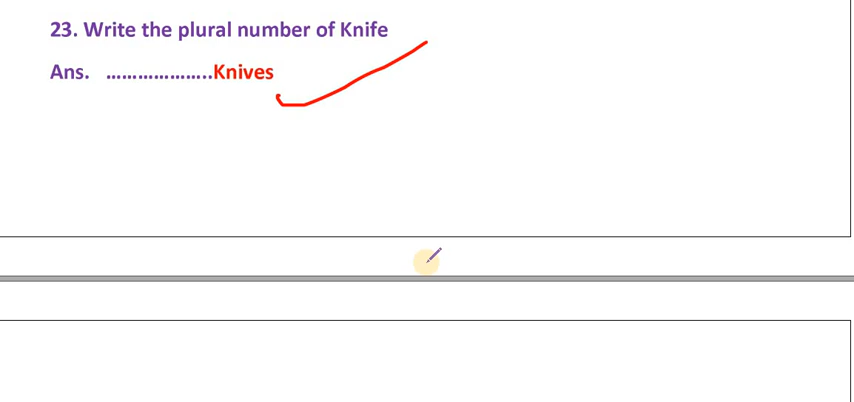 23. Write the plural number of Knife
Ans. ....................Knives